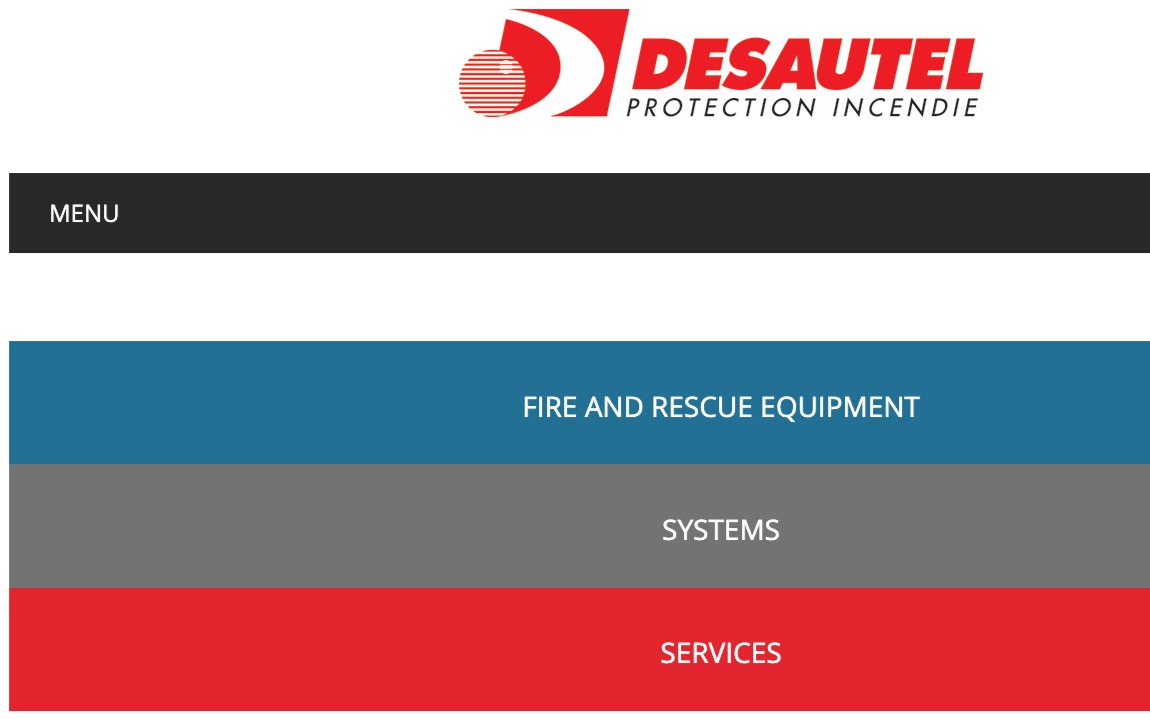 DESAUTEL
PROTECTION INCENDIE
MENU
FIRE AND RESCUE EQUIPMENT
SYSTEMS
SERVICES